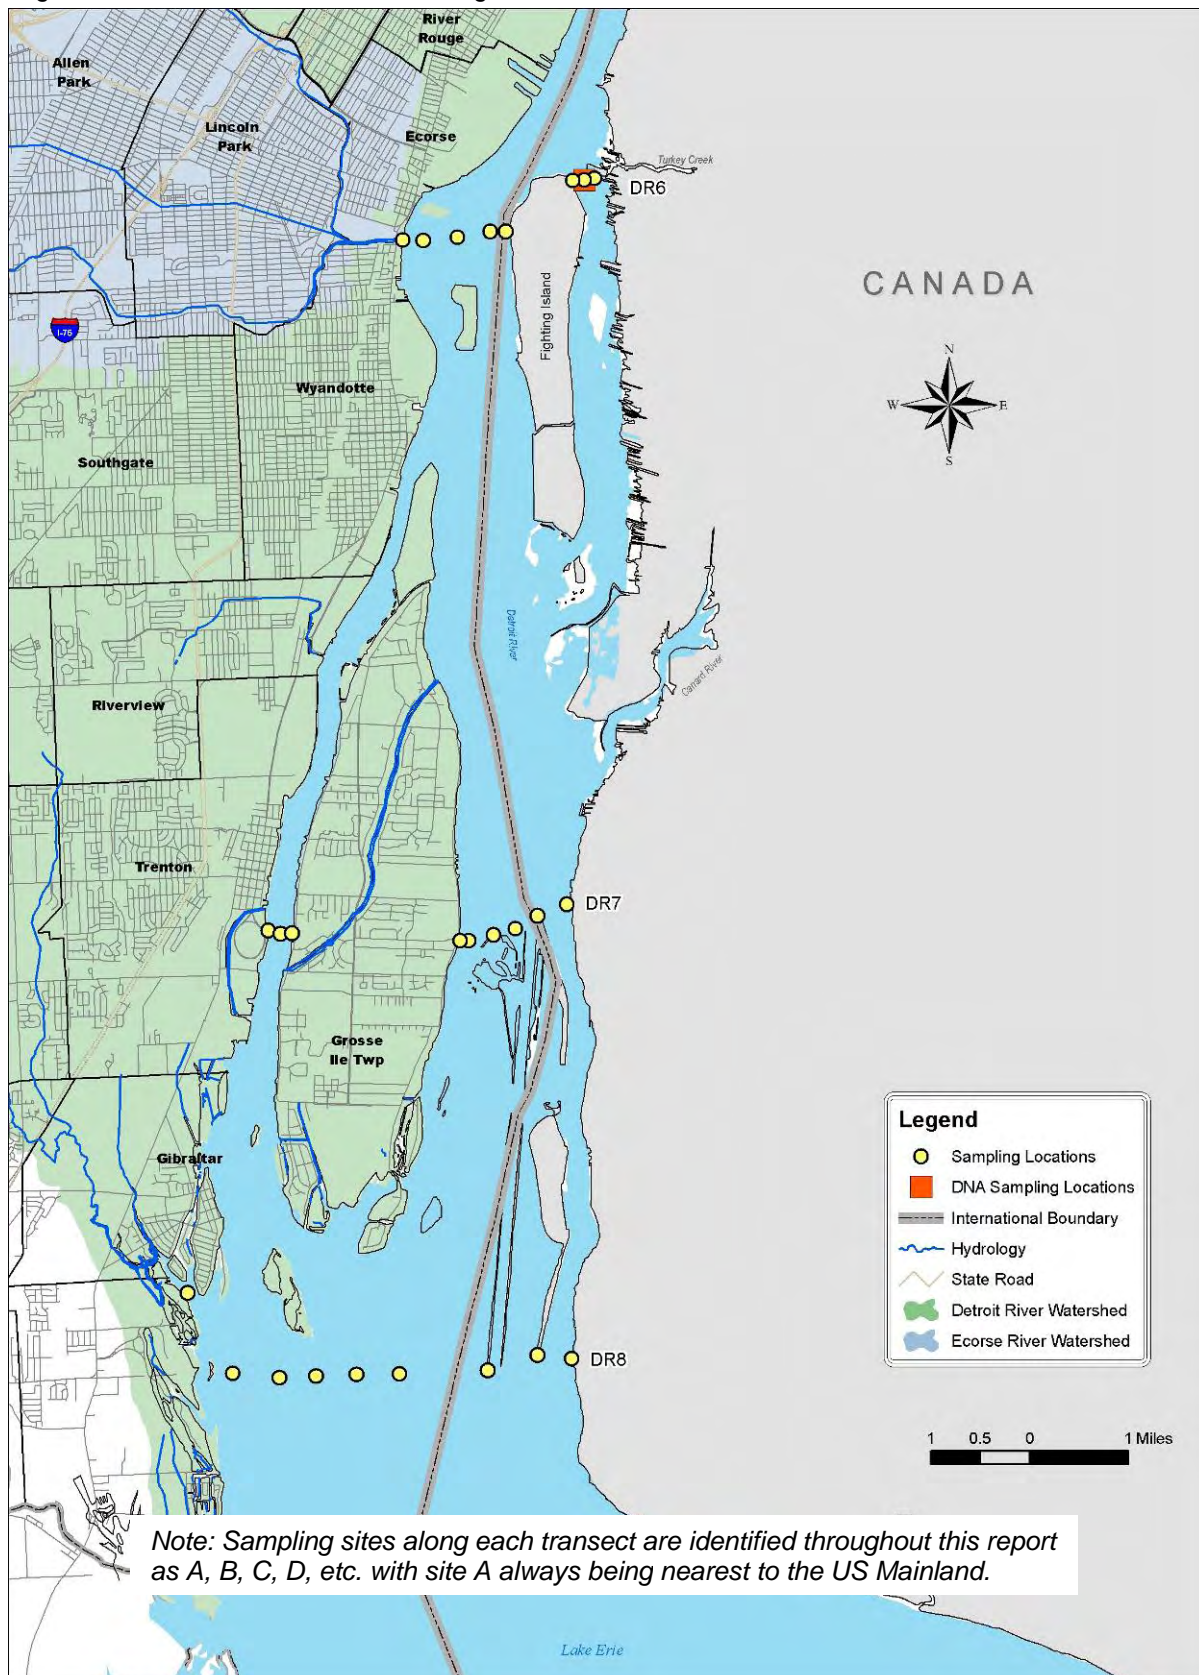 River
Rouge
Allen
Park
Lincoln
Park
Ecorse
Turkey Creek
DR6
CANADA
Fighting Island
I-75
N
W E
S
Wyandotte
Southgate
Detroit River
Canard River
Riverview
Trenton
DR7
Grosse
Ile Twp
Gibraltar
Legend
Sampling Locations
DNA Sampling Locations
International Boundary
Hydrology
State Road
Detroit River Watershed
Ecorse River Watershed
DR8
1 0.5 0 1 Miles
Note: Sampling sites along each transect are identified throughout this report
as A, B, C, D, etc. with site A always being nearest to the US Mainland.
Lake Erie